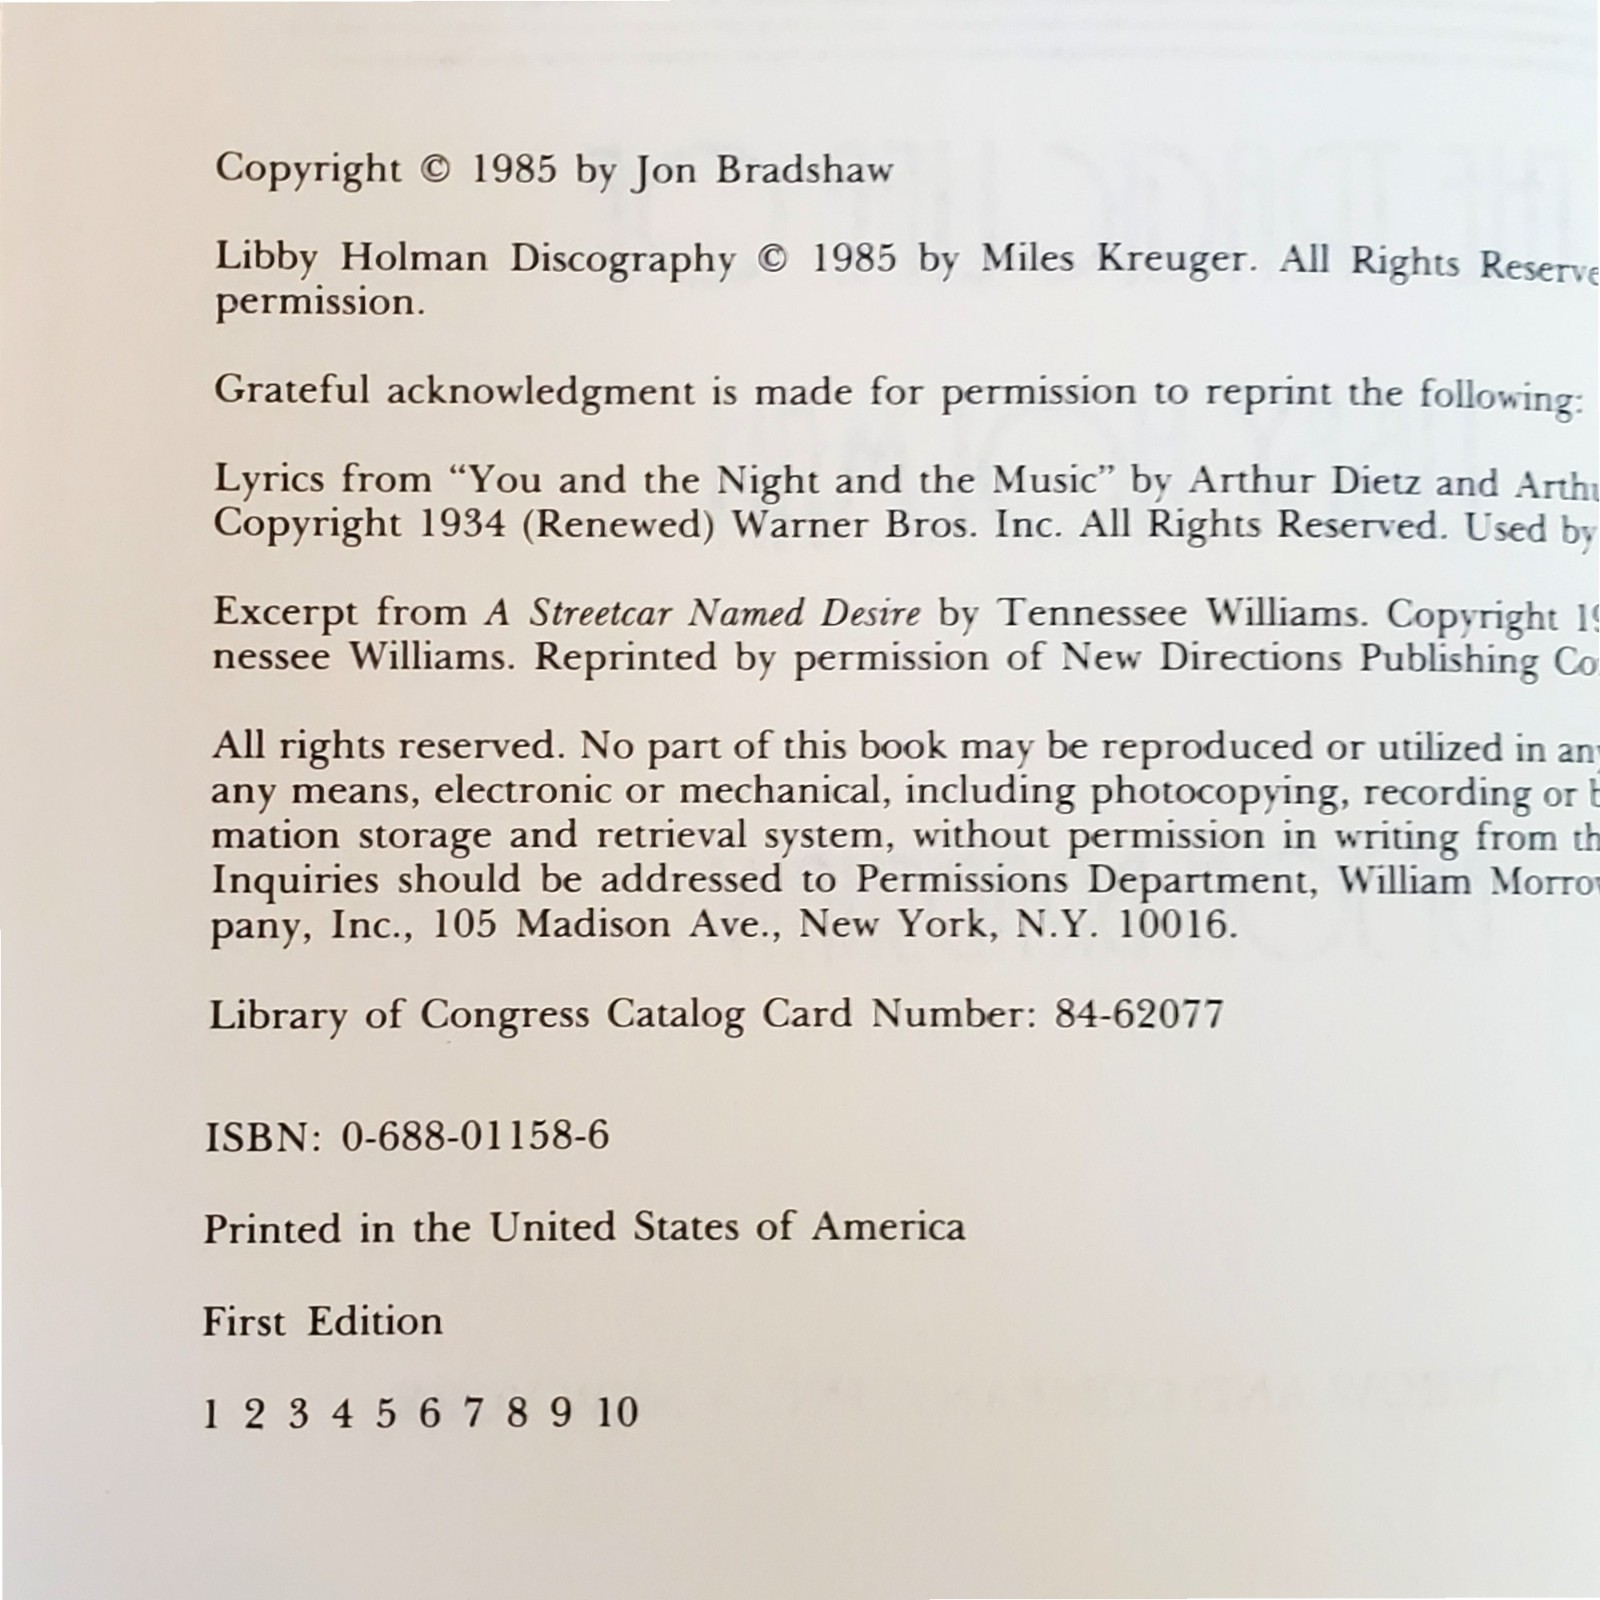 Copyright © 1985 by Jon Bradshaw
Libby Holman Discography © 1985 by Miles Kreuger. All Rights Reserve
permission.
Grateful acknowledgment is made for permission to reprint the following:
Lyrics from “You and the Night and the Music” by Arthur Dietz and Arthu
Copyright 1934 (Renewed) Warner Bros. Inc. All Rights Reserved. Used by
Excerpt from A Streetcar Named Desire by Tennessee Williams. Copyright 19
nessee Williams. Reprinted by permission of New Directions Publishing Co
All rights reserved. No part of this book may be reproduced or utilized in any
any means, electronic or mechanical, including photocopying, recording or b
mation storage and retrieval system, without permission in writing from th
Inquiries should be addressed to Permissions Department, William Morrow
pany, Inc., 105 Madison Ave., New York, N.Y. 10016.
Library of Congress Catalog Card Number: 84-62077
ISBN: 0-688-01158-6
Printed in the United States of America
First Edition
1 2 3 4 5 6 7 8 9 10